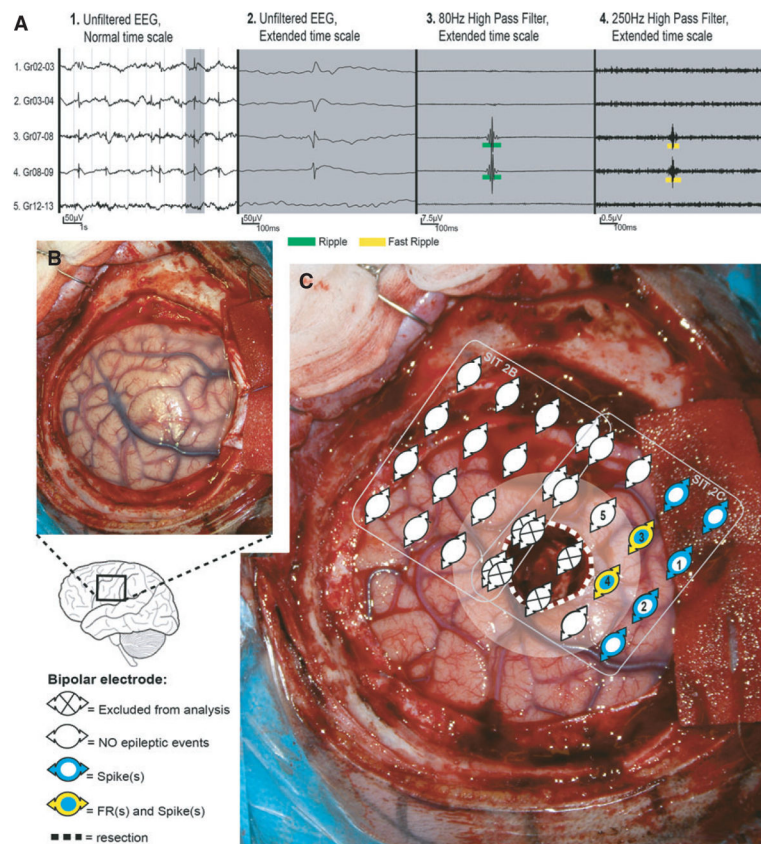 A
1. Unfiltered EEG,
Normal time scale
2. Unfiltered EEG,
Extended time scale
3. 80Hz High Pass Filter,
Extended time scale
4. 250Hz High Pass Filter,
Extended time scale
1. Gr02-03
2. Gr03-04
3. Gr07-08
4. Gr08-09
5. Gr12-13
50µV
1s
50µV
100ms
7.5µV
100ms
0.5µV
100ms
Ripple
Fast Ripple
B
C
SIT 2B
SIT 2C
5
3
4
1
2
Bipolar electrode:
= Excluded from analysis
= NO epileptic events
= Spike(s)
= FR(s) and Spike(s)
= resection